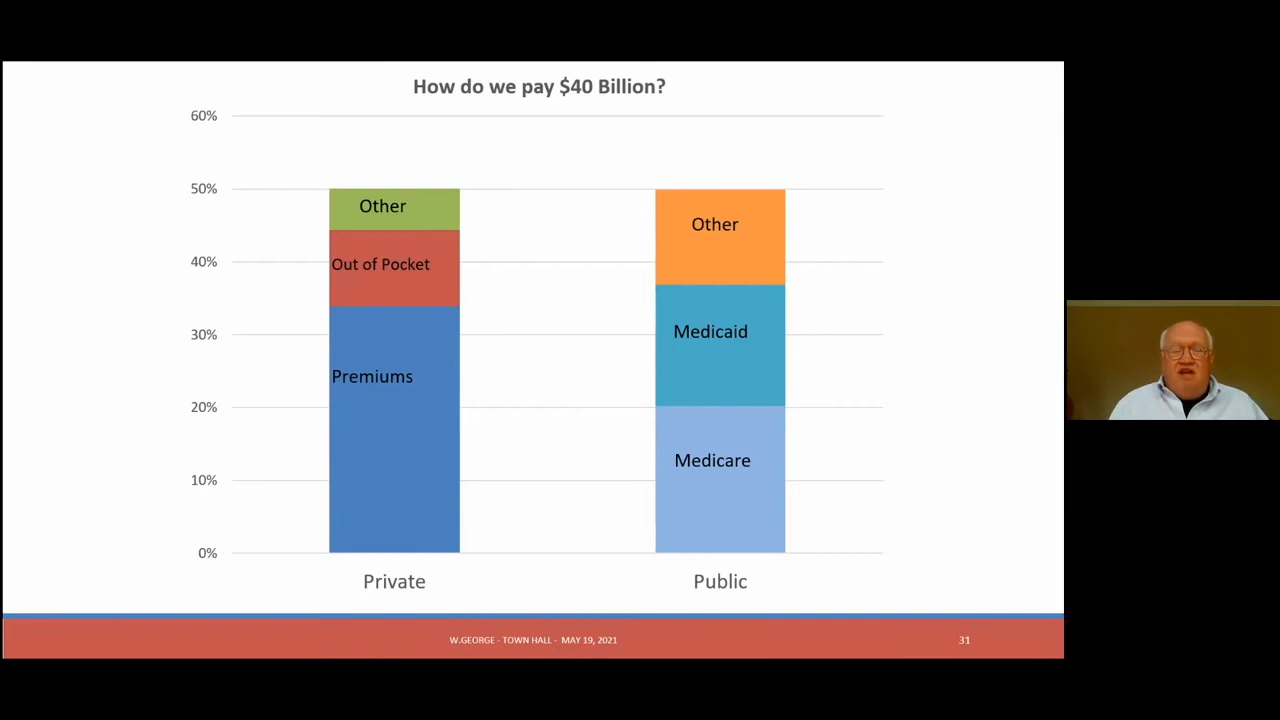 How do we pay $40 Billion?
60%
50%
40%
30%
20%
10%
0%
Other
Out of Pocket
Premiums
Other
Medicaid
Medicare
Private
Public
W.GEORGE - TOWN HALL - MAY 19, 2021
31